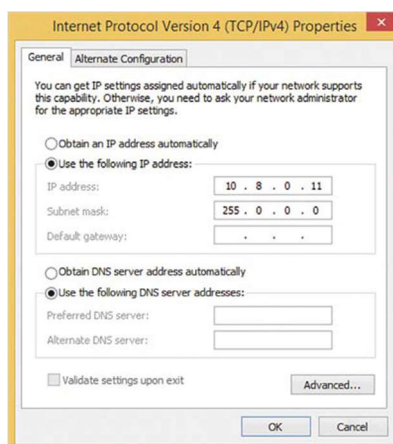 Internet Protocol Version 4 (TCP/IPv4) Properties
General
Alternate Configuration
You can get IP settings assigned automatically if your network supports
this capability. Otherwise, you need to ask your network administrator
for the appropriate IP settings.
Obtain an IP address automatically
Use the following IP address:
IP address: 10 . 8 . 0 . 11
Subnet mask: 255 . 0 . 0 . 0
Default gateway: . . .
Obtain DNS server address automatically
Use the following DNS server addresses:
Preferred DNS server:
Alternate DNS server:
Validate settings upon exit
Advanced...
OK
Cancel